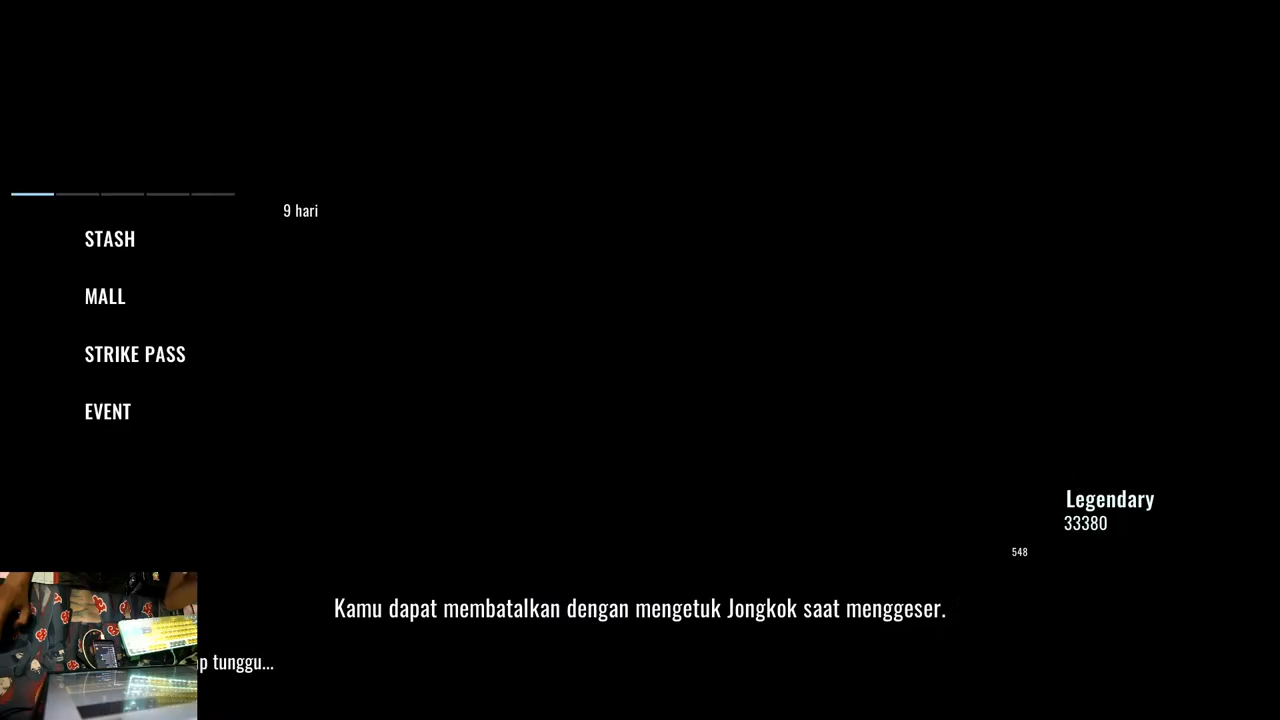 9 hari
STASH
MALL
STRIKE PASS
EVENT
Legendary
33380
548
Kamu dapat membatalkan dengan mengetuk Jongkok saat menggeser.
tunggu...